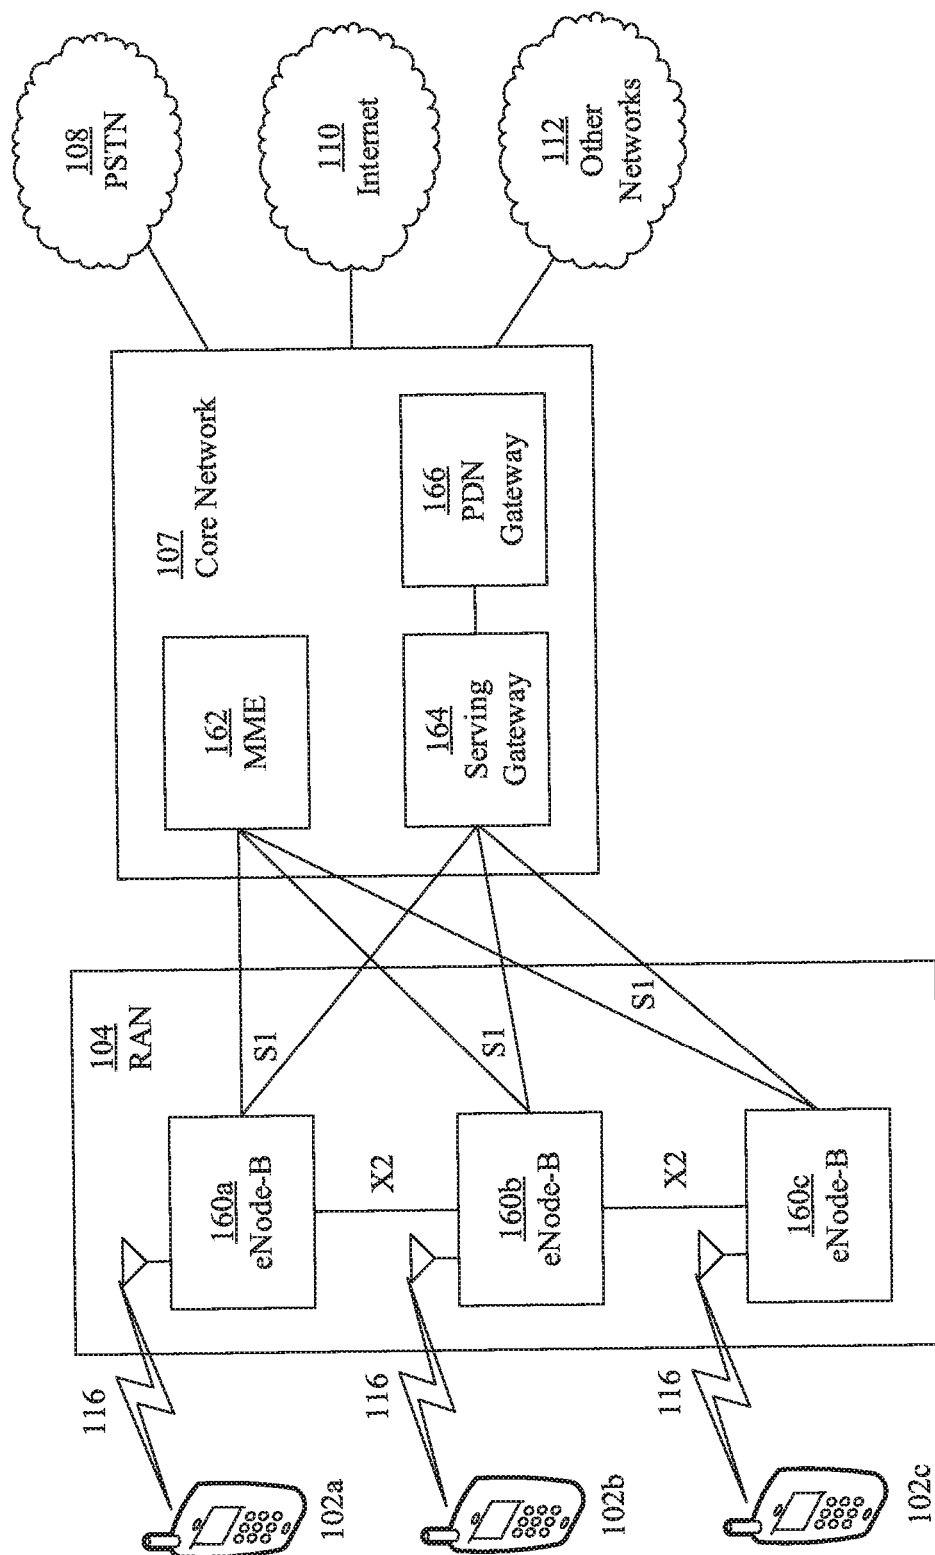 102a
102b
102c
116
116
116
104
RAN
160a
eNode-B
X2
160b
eNode-B
X2
160c
eNode-B
S1
S1
S1
107
Core Network
162
MME
164
Serving
Gateway
166
PDN
Gateway
108
PSTN
110
Internet
112
Other
Networks